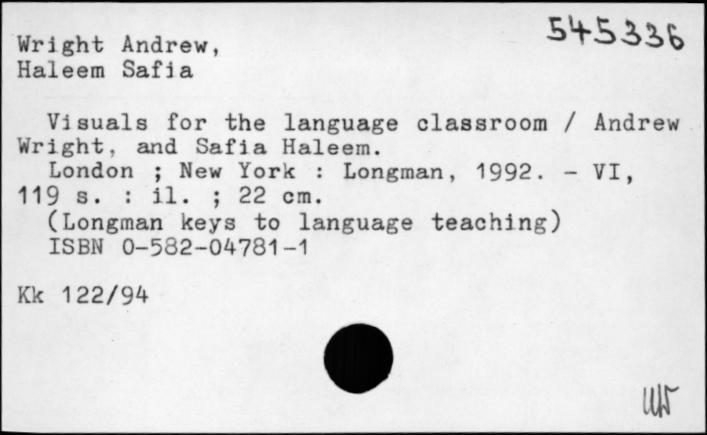 545336
Wright Andrew,
Haleem Safia
Visuals for the language classroom / Andrew
Wright, and Safia Haleem.
London ; New York : Longman, 1992. - VI,
119 s. : il. ; 22 cm.
(Longman keys to language teaching)
ISBN 0-582-04781-1
Kk 122/94